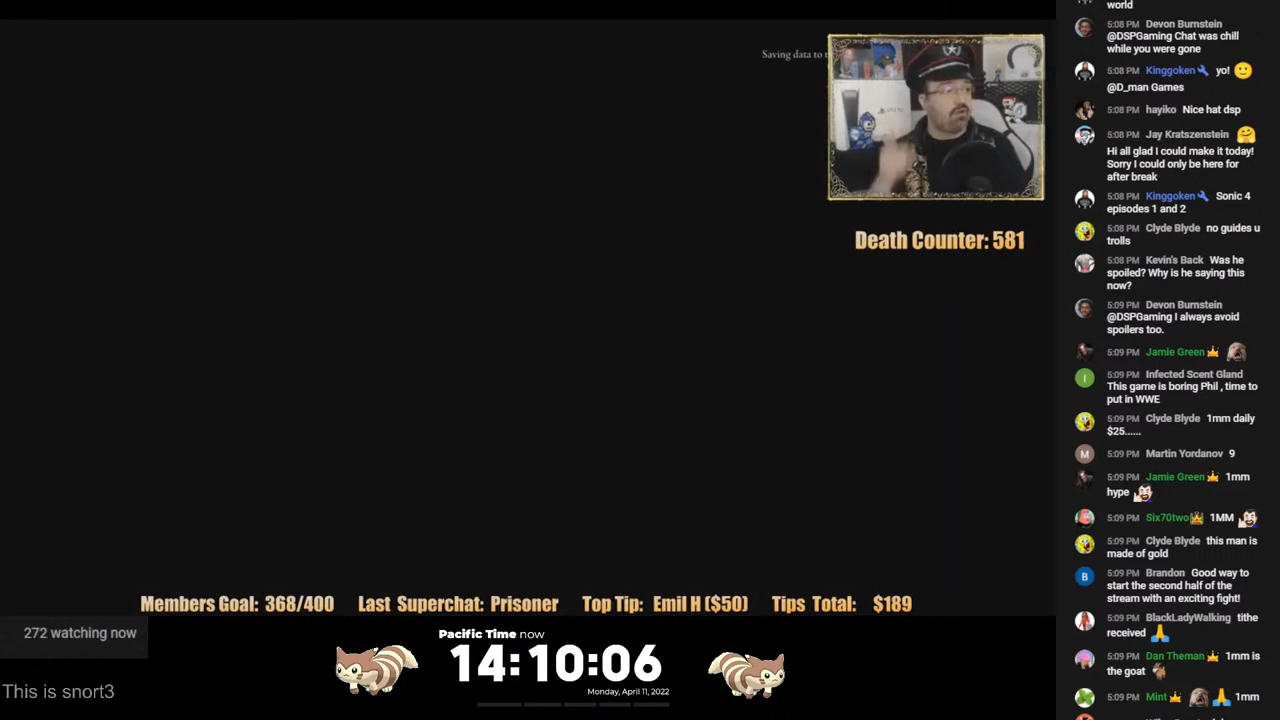 Saving data to t
Death Counter: 581
Members Goal: 368/400 Last Superchat: Prisoner Top Tip: Emil H ($50) Tips Total: $189
272 watching now
This is snort3
Pacific Time now
14:10:06
Monday, April 11, 2022
world
5:08 PM Devon Burnstein
@DSPGaming Chat was chill
while you were gone
5:08 PM Kinggoken yo!
@D_man Games
5:08 PM hayiko Nice hat dsp
5:08 PM Jay Kratszenstein
Hi all glad I could make it today!
Sorry I could only be here for
after break
5:08 PM Kinggoken Sonic 4
episodes 1 and 2
5:08 PM Clyde Blyde no guides u
trolls
5:08 PM Kevin's Back Was he
spoiled? Why is he saying this
now?
5:09 PM Devon Burnstein
@DSPGaming I always avoid
spoilers too.
5:09 PM Jamie Green
I
5:09 PM Infected Scent Gland
This game is boring Phil , time to
put in WWE
5:09 PM Clyde Blyde 1mm daily
$25......
M
5:09 PM Martin Yordanov 9
5:09 PM Jamie Green 1mm
hype
5:09 PM Six70two 1MM
5:09 PM Clyde Blyde this man is
made of gold
B
5:09 PM Brandon Good way to
start the second half of the
stream with an exciting fight!
5:09 PM BlackLadyWalking tithe
received
5:09 PM Dan Theman 1mm is
the goat
5:09 PM Mint 1mm